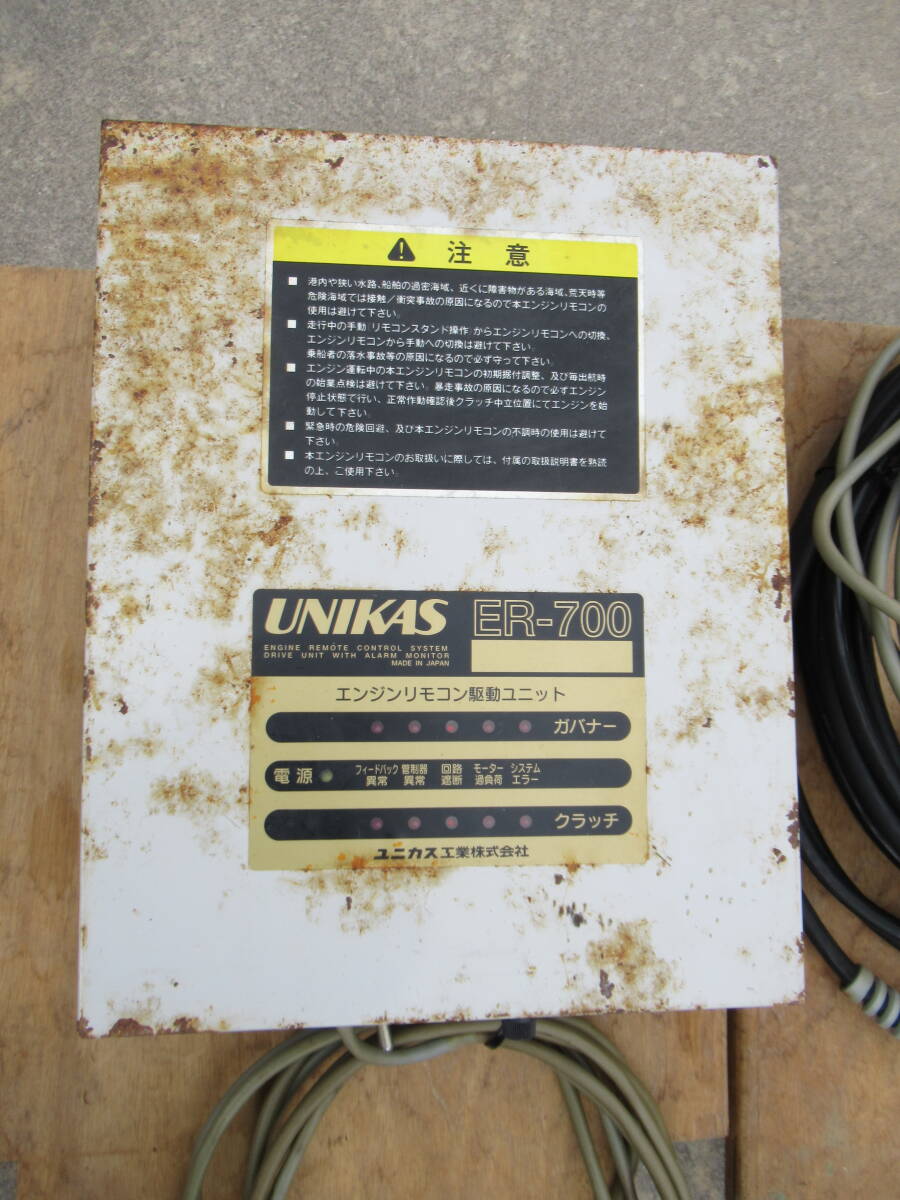 注意
■ 港内や狭い水路、船舶の過密海域、近くに障害物がある海域、荒天時等
危険海域では接触/衝突事故の原因になるので本エンジンリモコンの
使用は避けて下さい。
■ 走行中の手動(リモコンスタンド操作)からエンジンリモコンへの切換、
エンジンリモコンから手動への切換は避けて下さい。
乗船者の落水事故等の原因になるので必ず守って下さい。
■ エンジン運転中の本エンジンリモコンの初期据付調整、及び毎出航時
の始業点検は避けて下さい。暴走事故の原因になるので必ずエンジン
停止状態で行い、正常作動確認後クラッチ中立位置にてエンジンを始
動して下さい。
■ 緊急時の危険回避、及び本エンジンリモコンの不調時の使用は避けて
下さい。
■ 本エンジンリモコンのお取扱いに際しては、付属の取扱説明書を熟読
の上、ご使用下さい。
UNIKAS ER-700
ENGINE REMOTE CONTROL SYSTEM
DRIVE UNIT WITH ALARM MONITOR
MADE IN JAPAN
エンジンリモコン駆動ユニット
ガバナー
電源 フィードバック異常 管制器異常 回路遮断 モーター過負荷 システムエラー
クラッチ
ユニカス工業株式会社